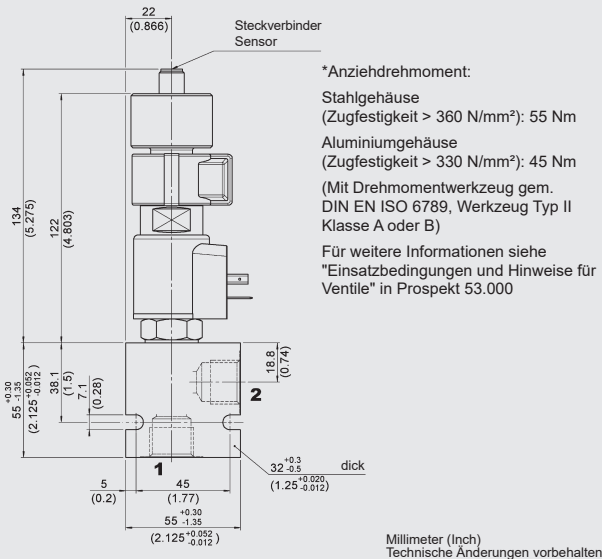 22
(0.866)
Steckverbinder
Sensor
*Anziehdrehmoment:
Stahlgehäuse
(Zugfestigkeit > 360 N/mm²): 55 Nm
Aluminiumgehäuse
(Zugfestigkeit > 330 N/mm²): 45 Nm
(Mit Drehmomentwerkzeug gem.
DIN EN ISO 6789, Werkzeug Typ II
Klasse A oder B)
Für weitere Informationen siehe
"Einsatzbedingungen und Hinweise für
Ventile" in Prospekt 53.000
134
(5.275)
122
(4.803)
55 +0.30 -1.35
(2.125 +0.052 -0.012)
38.1
(1.5)
7.1
(0.28)
18.8
(0.74)
2
1
32 +0.3 -0.5 dick
(1.25 +0.020 -0.012)
5
(0.2)
45
(1.77)
55 +0.30 -1.35
(2.125 +0.052 -0.012)
Millimeter (Inch)
Technische Änderungen vorbehalten